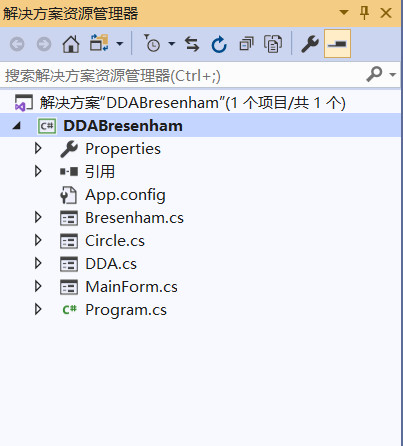 解决方案资源管理器
搜索解决方案资源管理器(Ctrl+;)
解决方案"DDABresenham"(1 个项目/共 1 个)
C# DDABresenham
Properties
引用
App.config
Bresenham.cs
Circle.cs
DDA.cs
MainForm.cs
C# Program.cs